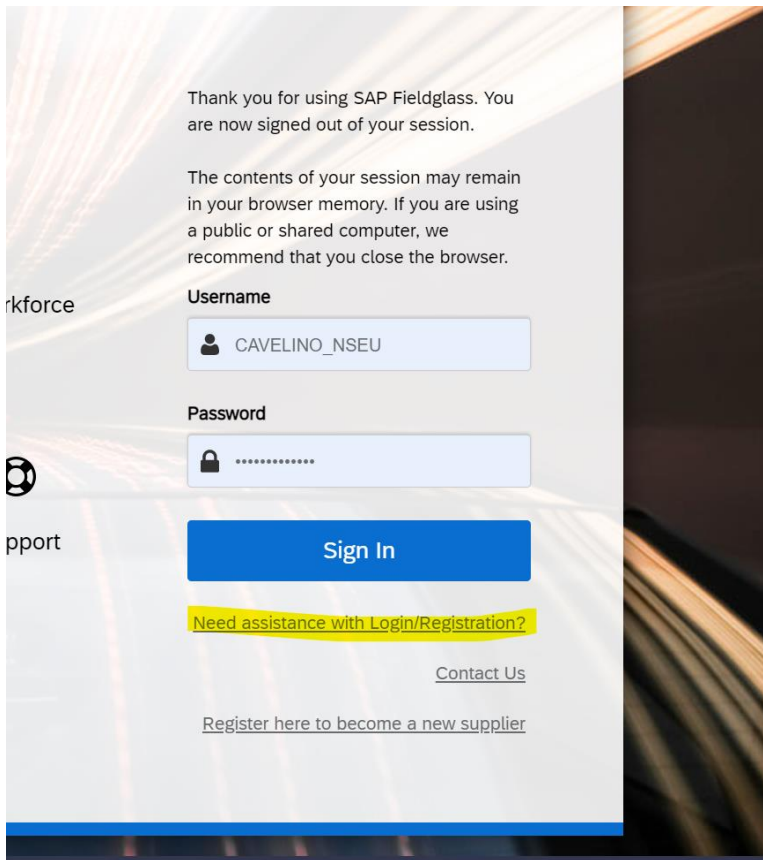 Thank you for using SAP Fieldglass. You
are now signed out of your session.
The contents of your session may remain
in your browser memory. If you are using
a public or shared computer, we
recommend that you close the browser.
rkforce
Username
CAVELINO_NSEU
Password
•••••••••••••
pport
Sign In
Need assistance with Login/Registration?
Contact Us
Register here to become a new supplier